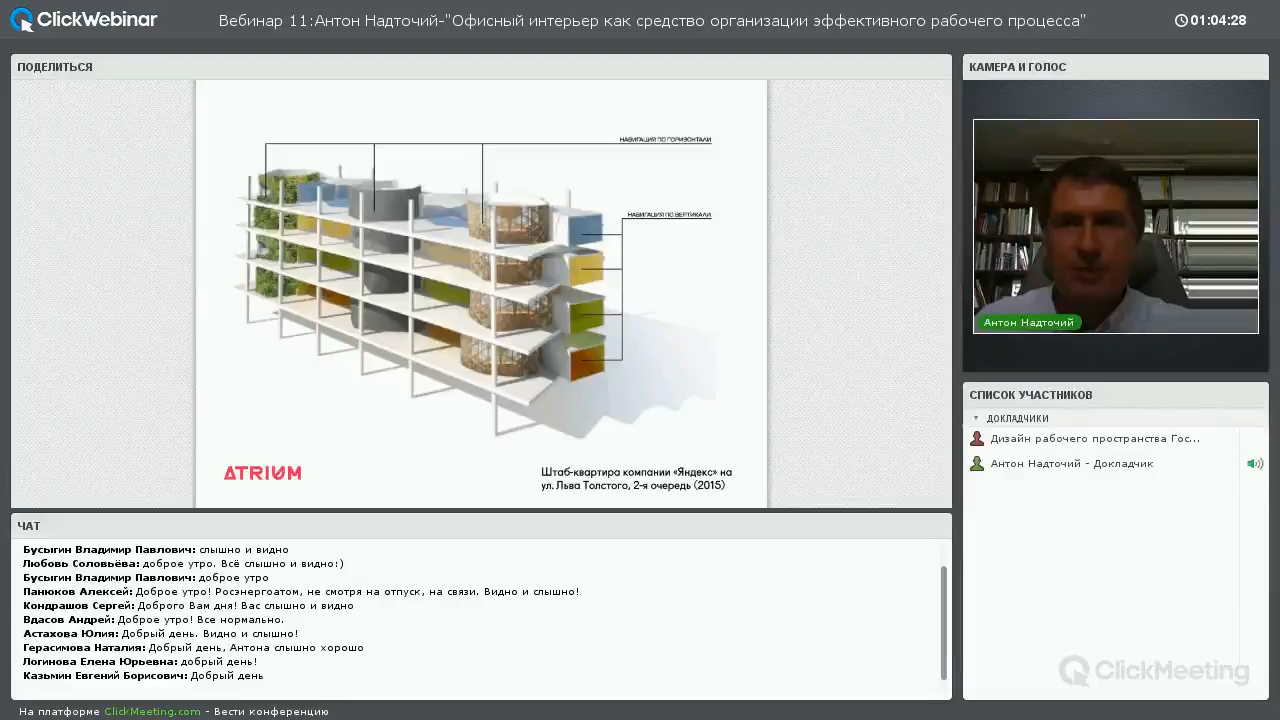 ClickWebinar
Вебинар 11:Антон Надточий-"Офисный интерьер как средство организации эффективного рабочего процесса"
01:04:28
ПОДЕЛИТЬСЯ
НАВИГАЦИЯ ПО ГОРИЗОНТАЛИ
НАВИГАЦИЯ ПО ВЕРТИКАЛИ
ATRIUM
Штаб-квартира компании «Яндекс» на
ул. Льва Толстого, 2-я очередь (2015)
КАМЕРА И ГОЛОС
Антон Надточий
СПИСОК УЧАСТНИКОВ
ДОКЛАДЧИКИ
Дизайн рабочего пространства Гос...
Антон Надточий - Докладчик
ЧАТ
Бусыгин Владимир Павлович: слышно и видно
Любовь Соловьёва: доброе утро. Всё слышно и видно:)
Бусыгин Владимир Павлович: доброе утро
Панюков Алексей: Доброе утро! Росэнергоатом, не смотря на отпуск, на связи. Видно и слышно!
Кондрашов Сергей: Доброго Вам дня! Вас слышно и видно
Вдасов Андрей: Доброе утро! Все нормально.
Астахова Юлия: Добрый день. Видно и слышно!
Герасимова Наталия: Добрый день, Антона слышно хорошо
Логинова Елена Юрьевна: добрый день!
Казьмин Евгений Борисович: Добрый день
ClickMeeting
На платформе ClickMeeting.com - Вести конференцию